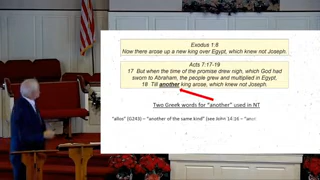 Exodus 1:8
Now there arose up a new king over Egypt, which knew not Joseph.
Acts 7:17-19
17 But when the time of the promise drew nigh, which God had
sworn to Abraham, the people grew and multiplied in Egypt,
18 Till another king arose, which knew not Joseph.
Two Greek words for "another" used in NT
"allos" (G243) – "another of the same kind" (see John 14:16 – "anot